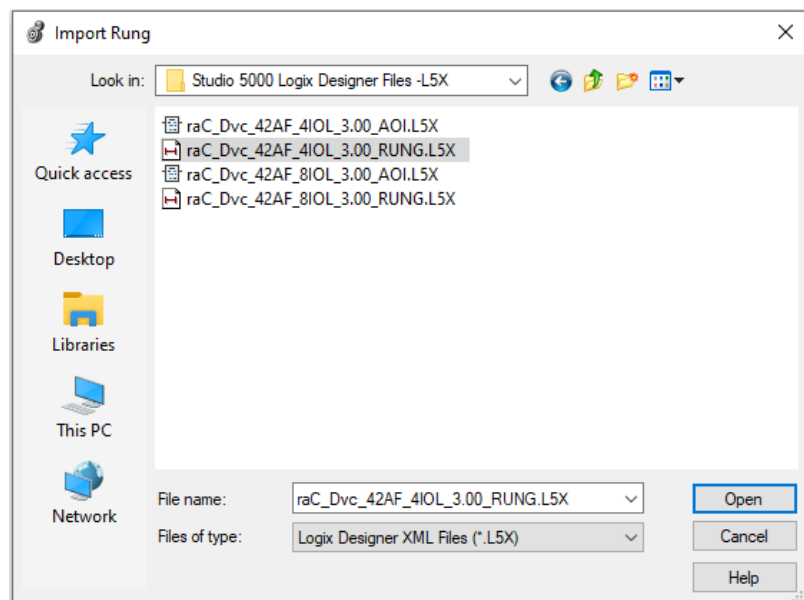 Import Rung
Look in: Studio 5000 Logix Designer Files -L5X
raC_Dvc_42AF_4IOL_3.00_AOI.L5X
raC_Dvc_42AF_4IOL_3.00_RUNG.L5X
raC_Dvc_42AF_8IOL_3.00_AOI.L5X
raC_Dvc_42AF_8IOL_3.00_RUNG.L5X
Quick access
Desktop
Libraries
This PC
Network
File name: raC_Dvc_42AF_4IOL_3.00_RUNG.L5X Open
Files of type: Logix Designer XML Files (*.L5X) Cancel
Help